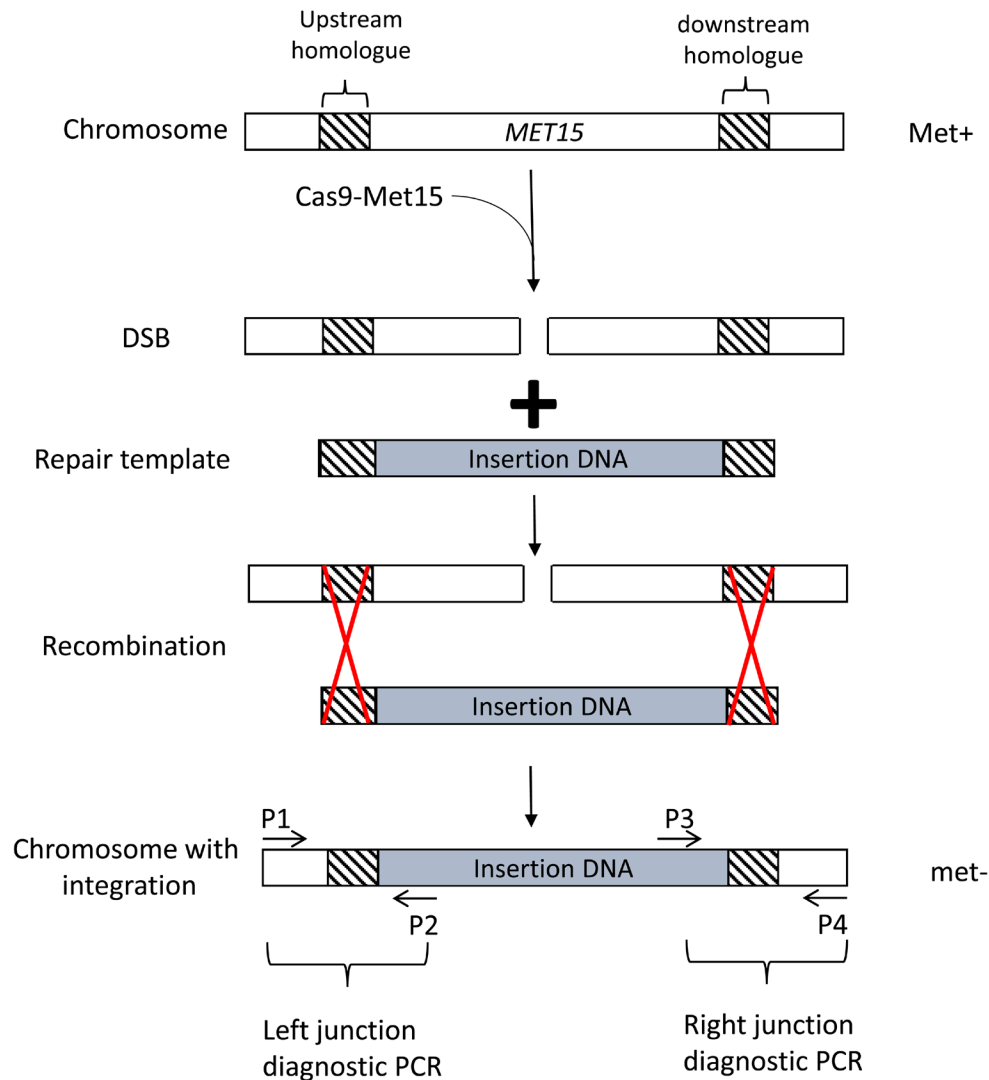 Upstream
homologue
downstream
homologue
Chromosome
MET15
Met+
Cas9-Met15
DSB
Repair template
Insertion DNA
Recombination
Insertion DNA
P1
P3
Chromosome with
integration
Insertion DNA
met-
P2
P4
Left junction
diagnostic PCR
Right junction
diagnostic PCR